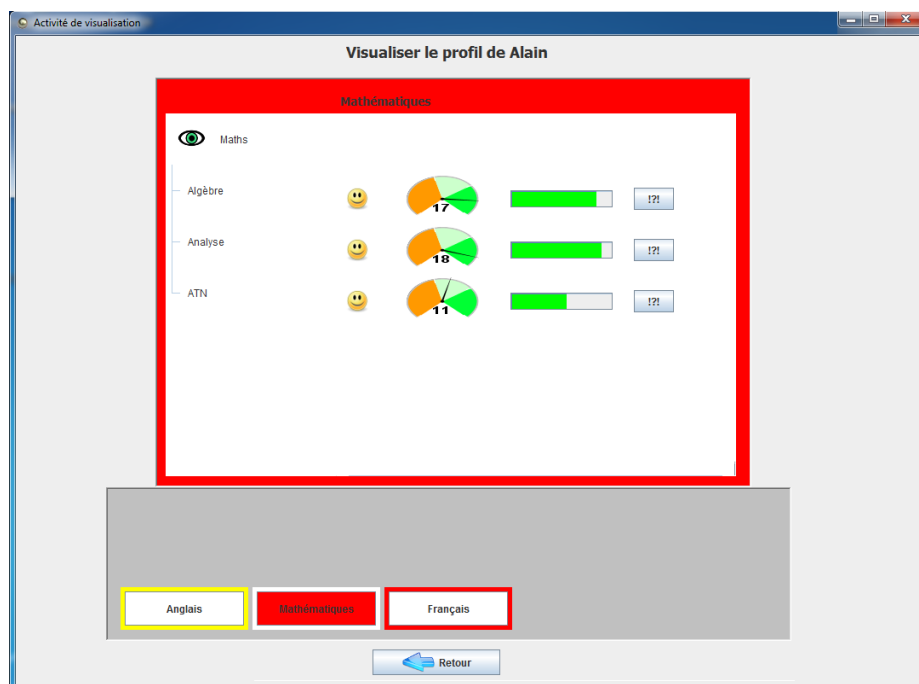 Activité de visualisation
Visualiser le profil de Alain
Mathématiques
Maths
Algèbre
17
!?!
Analyse
18
!?!
ATN
11
!?!
Anglais
Mathématiques
Français
Retour